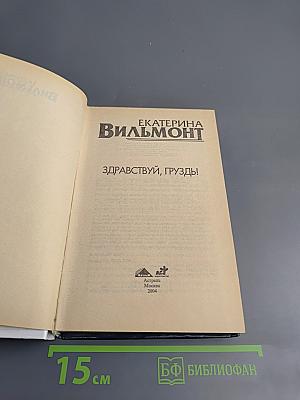 ЕКАТЕРИНА
ВИЛЬМОНТ
ЗДРАВСТВУЙ, ГРУЗДЬ!
Астрель
Москва
2004
15 см
БФ БИБЛИОФАН